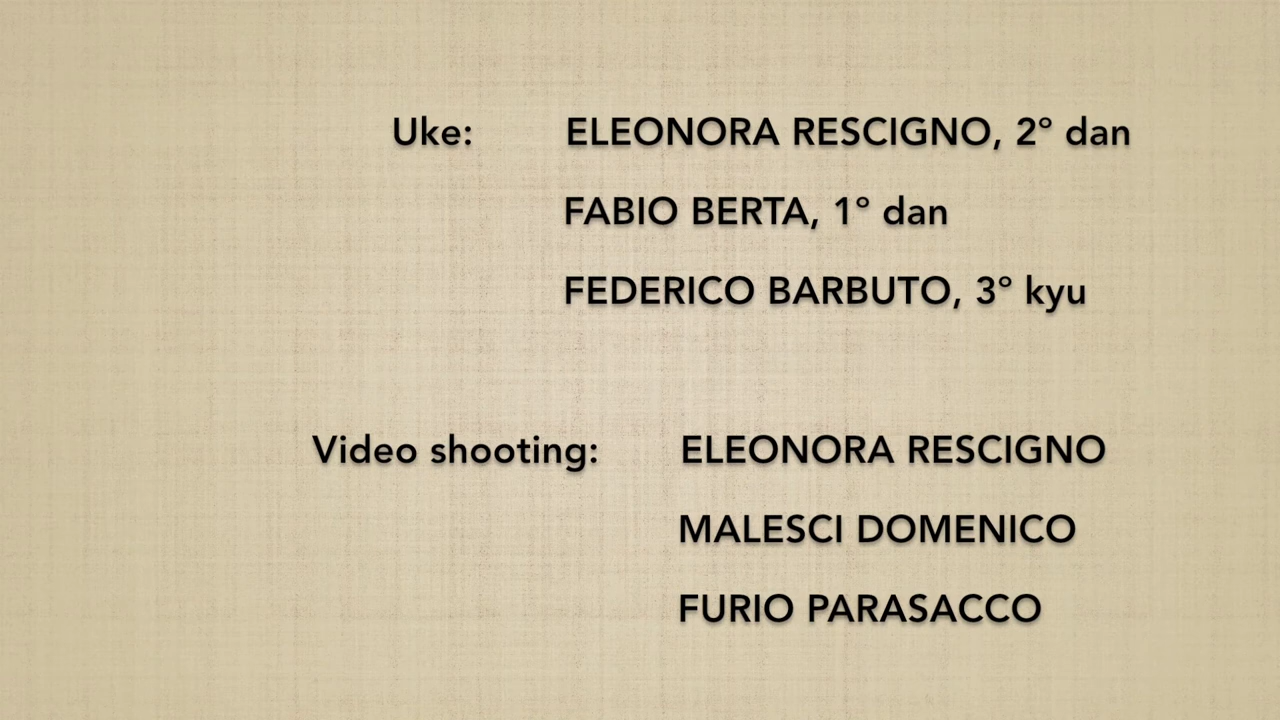 Uke: ELEONORA RESCIGNO, 2° dan
FABIO BERTA, 1° dan
FEDERICO BARBUTO, 3° kyu
Video shooting: ELEONORA RESCIGNO
MALESCI DOMENICO
FURIO PARASACCO